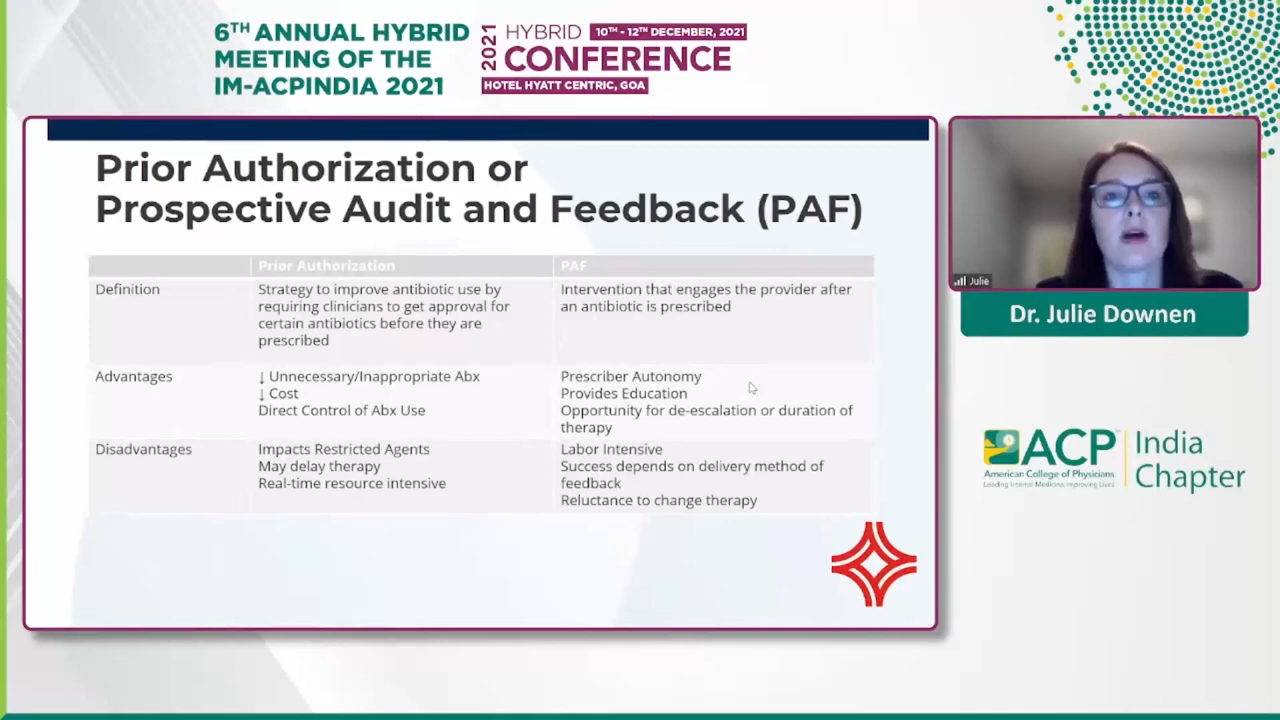 6TH ANNUAL HYBRID
MEETING OF THE
IM-ACPINDIA 2021
2021
HYBRID
10TH - 12TH DECEMBER, 2021
CONFERENCE
HOTEL HYATT CENTRIC, GOA
Prior Authorization or
Prospective Audit and Feedback (PAF)
Prior Authorization
PAF
Definition
Strategy to improve antibiotic use by
requiring clinicians to get approval for
certain antibiotics before they are
prescribed
Intervention that engages the provider after
an antibiotic is prescribed
Advantages
↓ Unnecessary/Inappropriate Abx
↓ Cost
Direct Control of Abx Use
Prescriber Autonomy
Provides Education
Opportunity for de-escalation or duration of
therapy
Disadvantages
Impacts Restricted Agents
May delay therapy
Real-time resource intensive
Labor Intensive
Success depends on delivery method of
feedback
Reluctance to change therapy
Julie
Dr. Julie Downen
ACP
American College of Physicians
Leading Internal Medicine, Improving Lives
India
Chapter